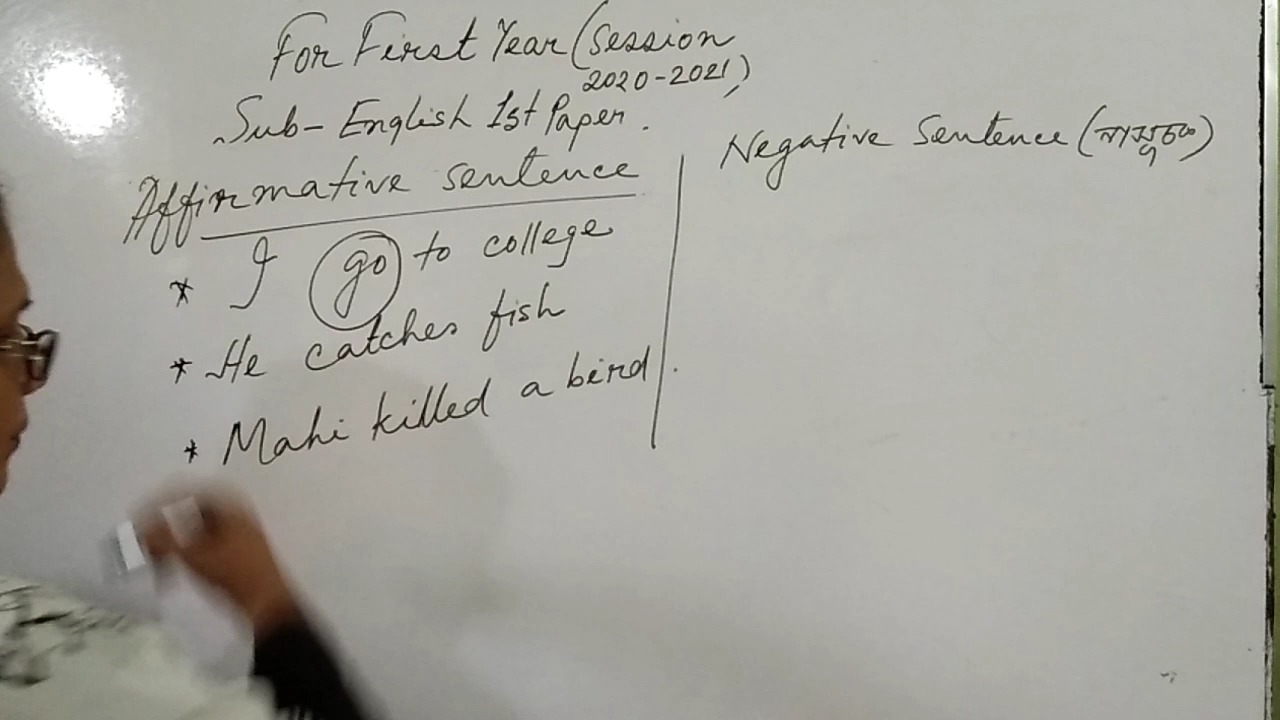 For First Year (Session
2020-2021)
Sub- English 1st Paper.
Affirmative sentence
* I go to college
* He catches fish
* Mahi killed a bird.
Negative Sentence (